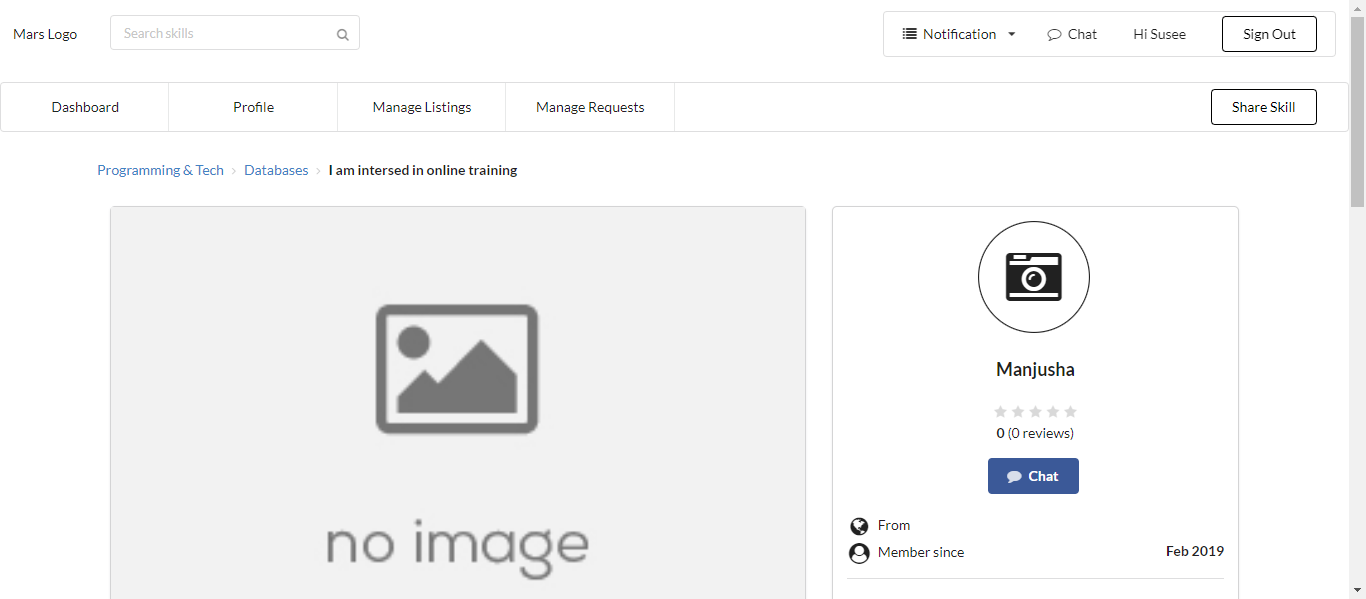 Mars Logo
Search skills
Notification
Chat
Hi Susee
Sign Out
Dashboard
Profile
Manage Listings
Manage Requests
Share Skill
Programming & Tech › Databases › I am intersed in online training
no image
Manjusha
0 (0 reviews)
Chat
From
Member since Feb 2019